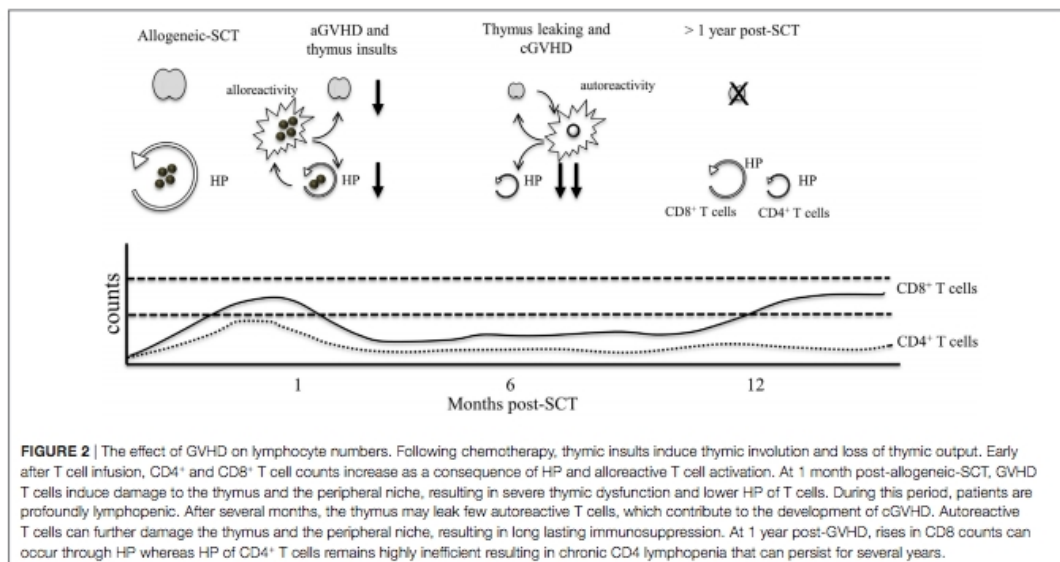 Allogeneic-SCT
aGVHD and
thymus insults
Thymus leaking and
cGVHD
> 1 year post-SCT
alloreactivity
autoreactivity
HP
HP
HP
HP
HP
CD8⁺ T cells
CD4⁺ T cells
counts
CD8⁺ T cells
CD4⁺ T cells
1
6
12
Months post-SCT
FIGURE 2 | The effect of GVHD on lymphocyte numbers. Following chemotherapy, thymic insults induce thymic involution and loss of thymic output. Early
after T cell infusion, CD4⁺ and CD8⁺ T cell counts increase as a consequence of HP and alloreactive T cell activation. At 1 month post-allogeneic-SCT, GVHD
T cells induce damage to the thymus and the peripheral niche, resulting in severe thymic dysfunction and lower HP of T cells. During this period, patients are
profoundly lymphopenic. After several months, the thymus may leak few autoreactive T cells, which contribute to the development of cGVHD. Autoreactive
T cells can further damage the thymus and the peripheral niche, resulting in long lasting immunosuppression. At 1 year post-GVHD, rises in CD8 counts can
occur through HP whereas HP of CD4⁺ T cells remains highly inefficient resulting in chronic CD4 lymphopenia that can persist for several years.